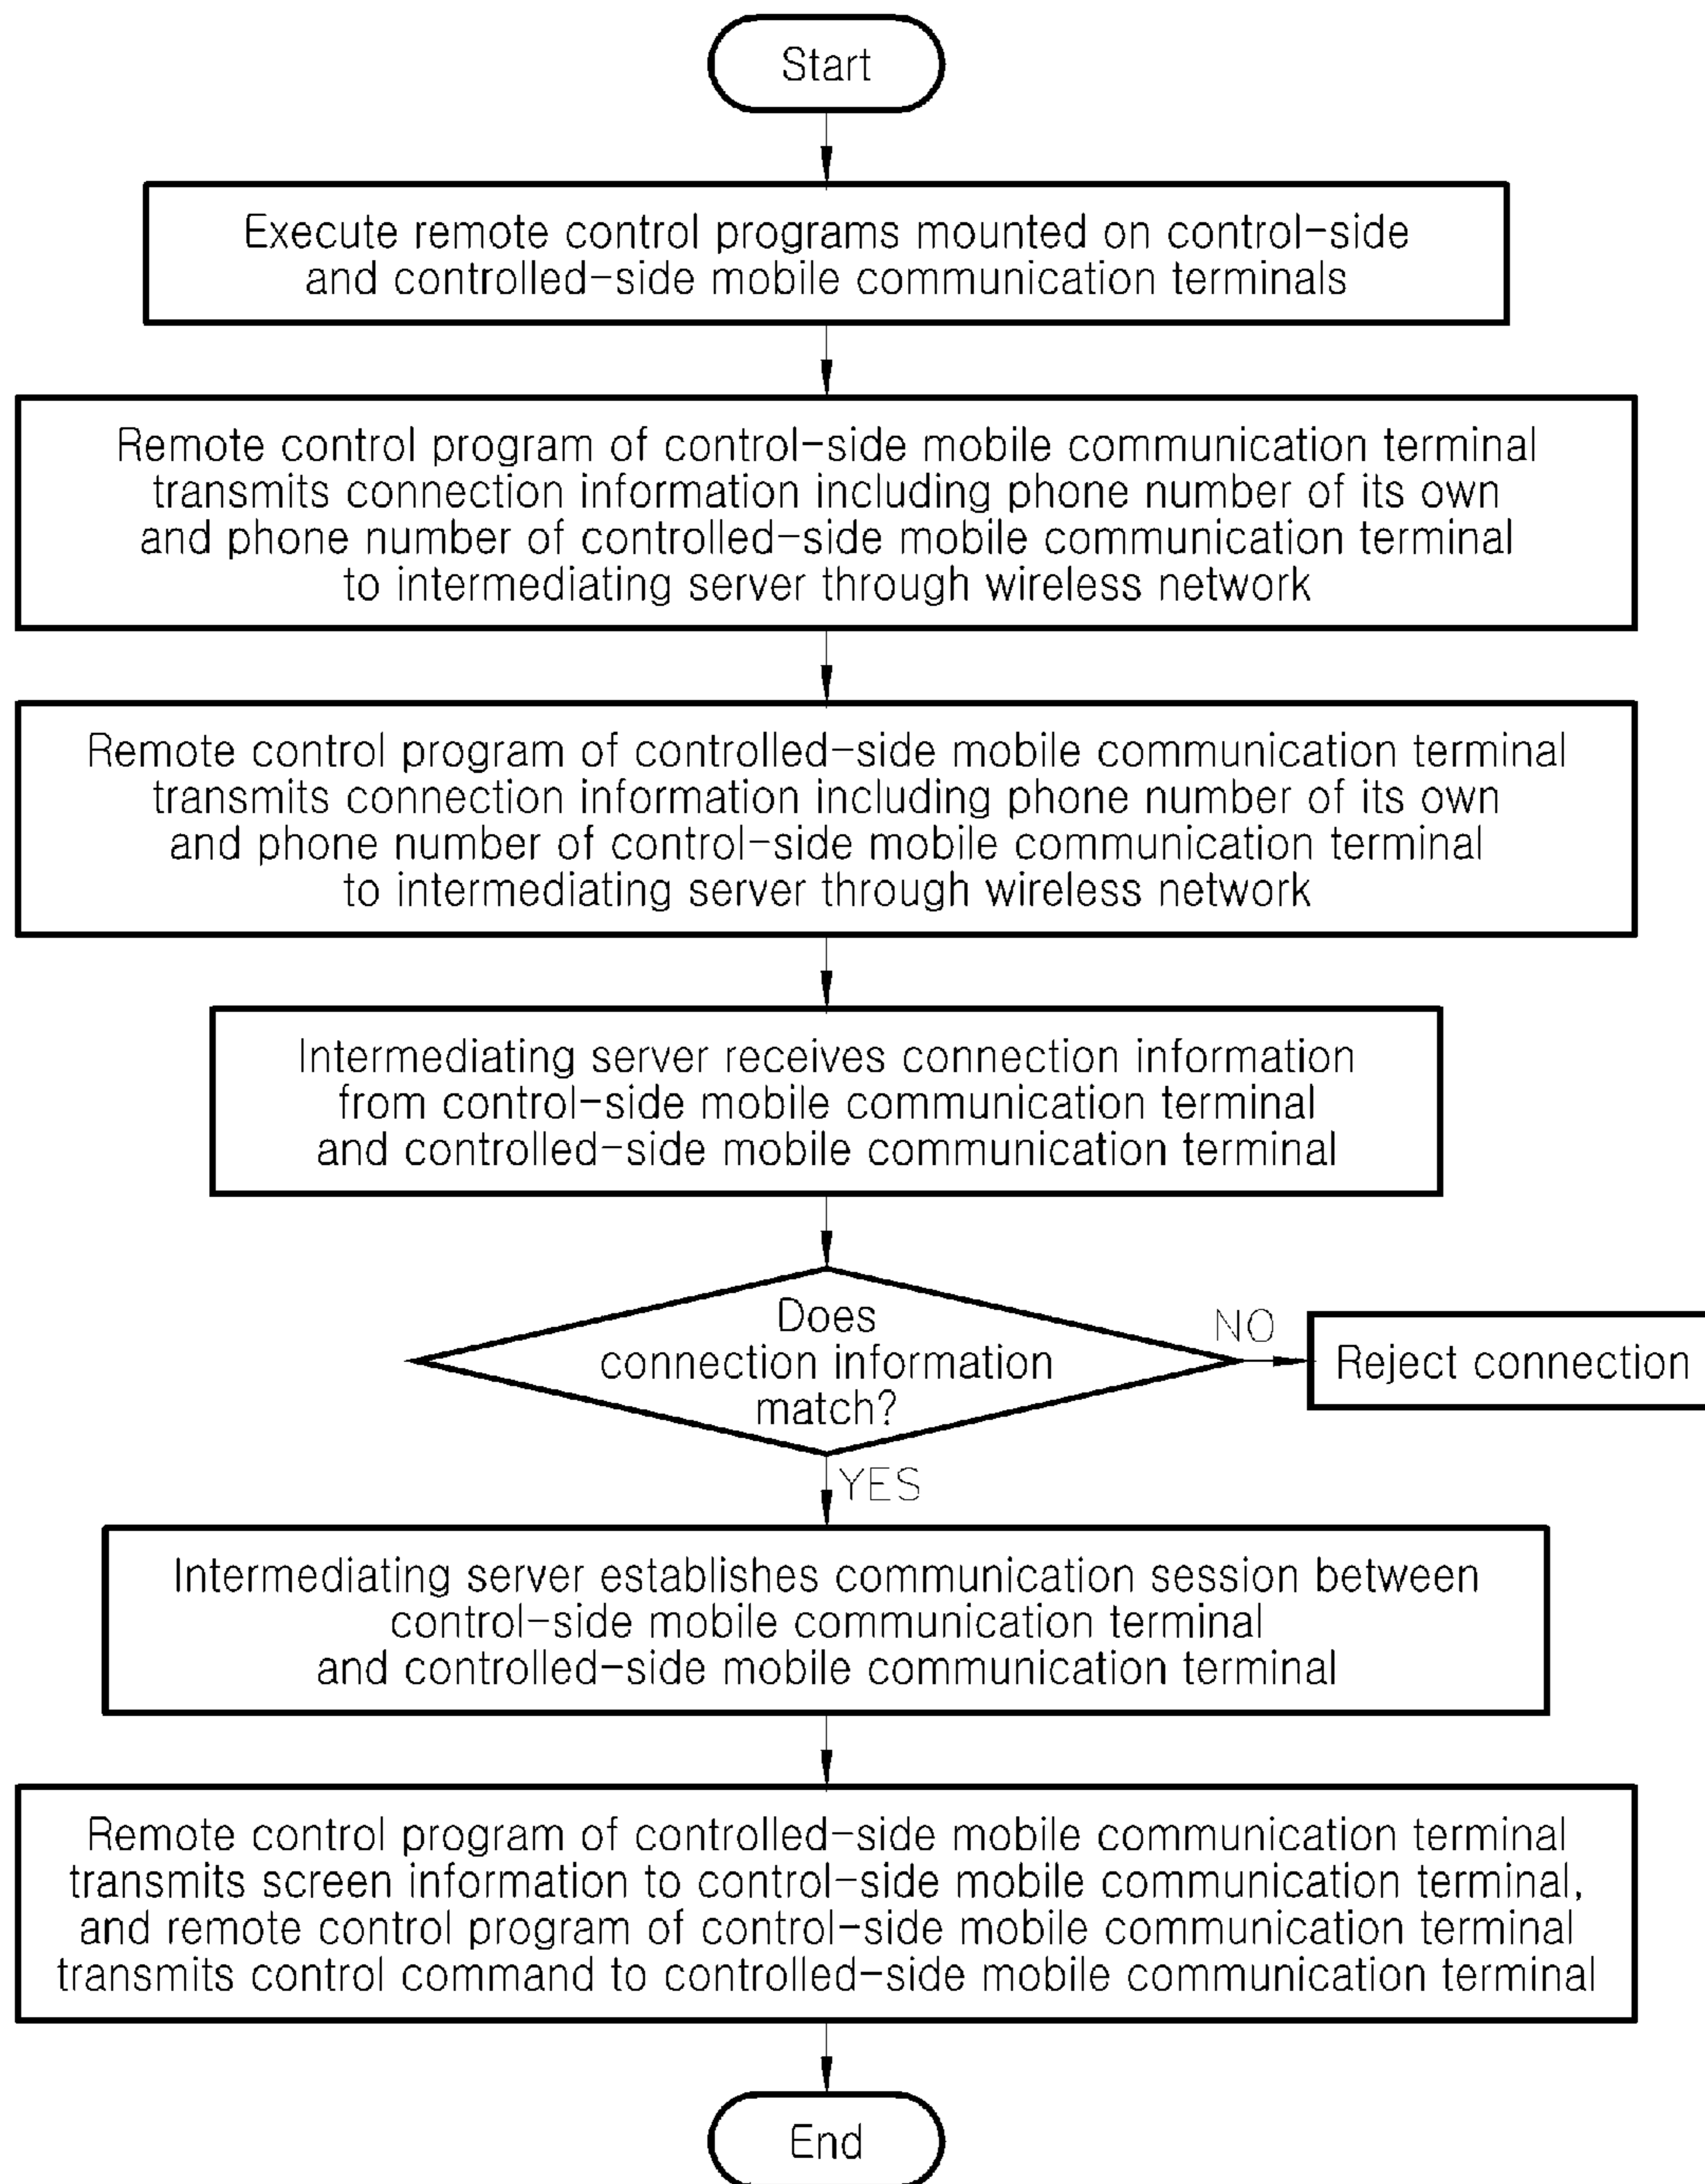 Start
Execute remote control programs mounted on control-side
and controlled-side mobile communication terminals
Remote control program of control-side mobile communication terminal
transmits connection information including phone number of its own
and phone number of controlled-side mobile communication terminal
to intermediating server through wireless network
Remote control program of controlled-side mobile communication terminal
transmits connection information including phone number of its own
and phone number of control-side mobile communication terminal
to intermediating server through wireless network
Intermediating server receives connection information
from control-side mobile communication terminal
and controlled-side mobile communication terminal
Does
connection information
match?
NO
Reject connection
YES
Intermediating server establishes communication session between
control-side mobile communication terminal
and controlled-side mobile communication terminal
Remote control program of controlled-side mobile communication terminal
transmits screen information to control-side mobile communication terminal,
and remote control program of control-side mobile communication terminal
transmits control command to controlled-side mobile communication terminal
End